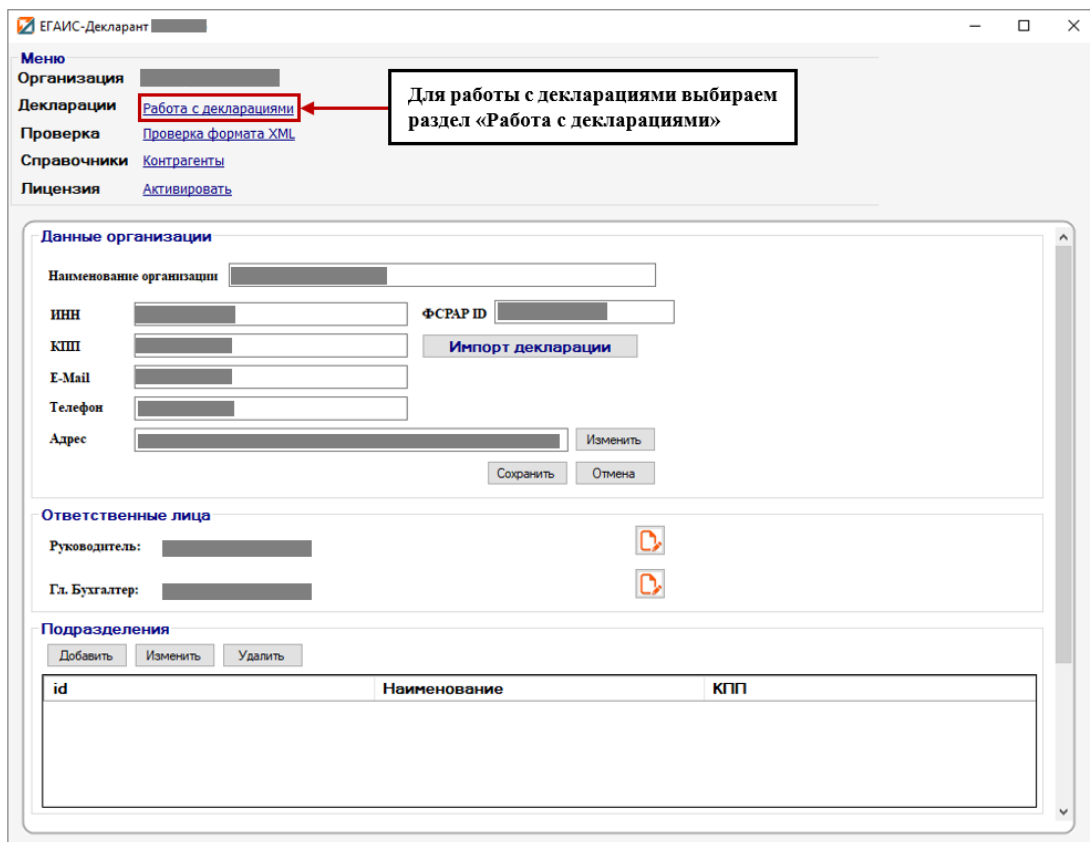 ЕГАИС-Декларант
Меню
Организация
Декларации Работа с декларациями
Для работы с декларациями выбираем
раздел «Работа с декларациями»
Проверка Проверка формата XML
Справочники Контрагенты
Лицензия Активировать
Данные организации
Наименование организации
ИНН ФСРАР ID
КПП Импорт декларации
E-Mail
Телефон
Адрес Изменить
Сохранить Отмена
Ответственные лица
Руководитель:
Гл. Бухгалтер:
Подразделения
Добавить Изменить Удалить
id Наименование КПП